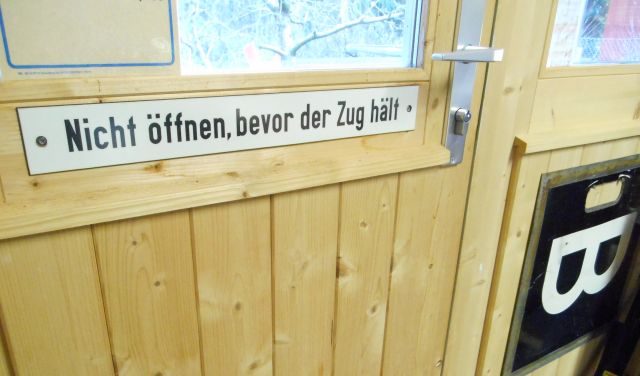 Nicht öffnen, bevor der Zug hält
B